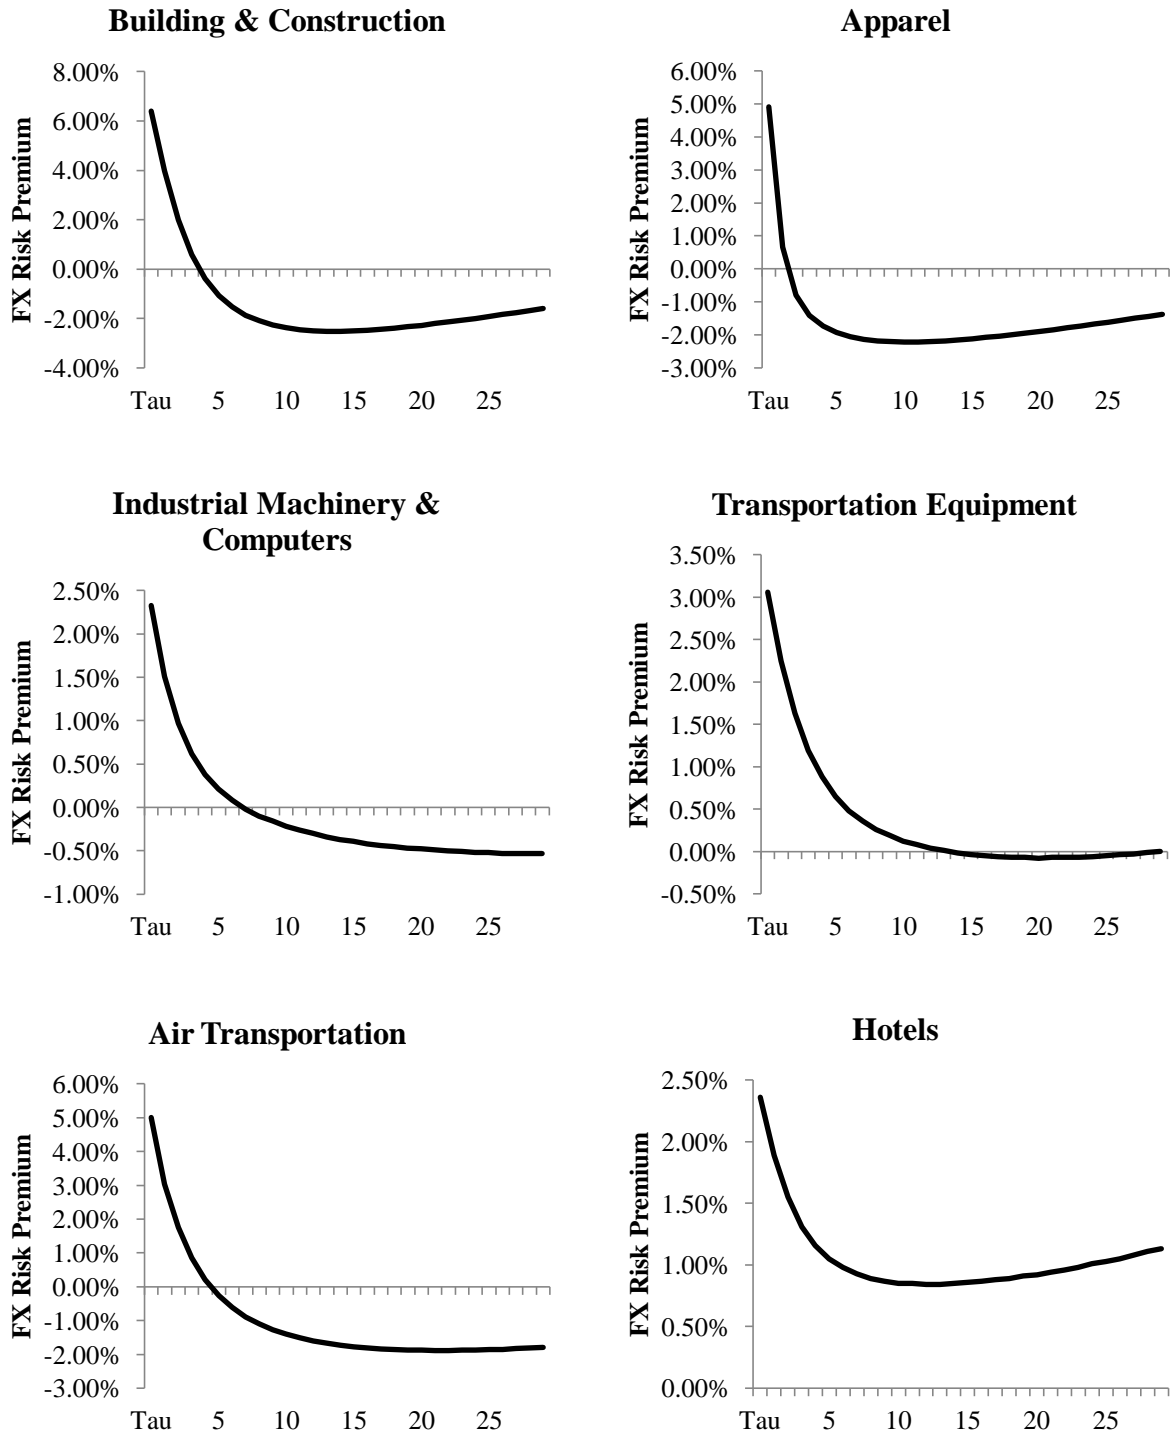 Building & Construction
FX Risk Premium
8.00%
6.00%
4.00%
2.00%
0.00%
-2.00%
-4.00%
Tau 5 10 15 20 25
Apparel
FX Risk Premium
6.00%
5.00%
4.00%
3.00%
2.00%
1.00%
0.00%
-1.00%
-2.00%
-3.00%
Tau 5 10 15 20 25
Industrial Machinery &
Computers
FX Risk Premium
2.50%
2.00%
1.50%
1.00%
0.50%
0.00%
-0.50%
-1.00%
Tau 5 10 15 20 25
Transportation Equipment
FX Risk Premium
3.50%
3.00%
2.50%
2.00%
1.50%
1.00%
0.50%
0.00%
-0.50%
Tau 5 10 15 20 25
Air Transportation
FX Risk Premium
6.00%
5.00%
4.00%
3.00%
2.00%
1.00%
0.00%
-1.00%
-2.00%
-3.00%
Tau 5 10 15 20 25
Hotels
FX Risk Premium
2.50%
2.00%
1.50%
1.00%
0.50%
0.00%
Tau 5 10 15 20 25